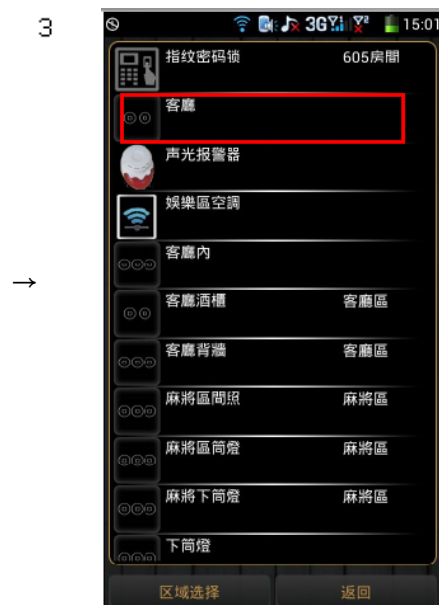 3
3G 15:01
指纹密码锁 605房間
客廳
声光报警器
娛樂區空調
客廳內
客廳酒櫃 客廳區
客廳背牆 客廳區
麻將區間照 麻將區
麻將區筒燈 麻將區
麻將下筒燈 麻將區
下筒燈
→
区域选择 返回